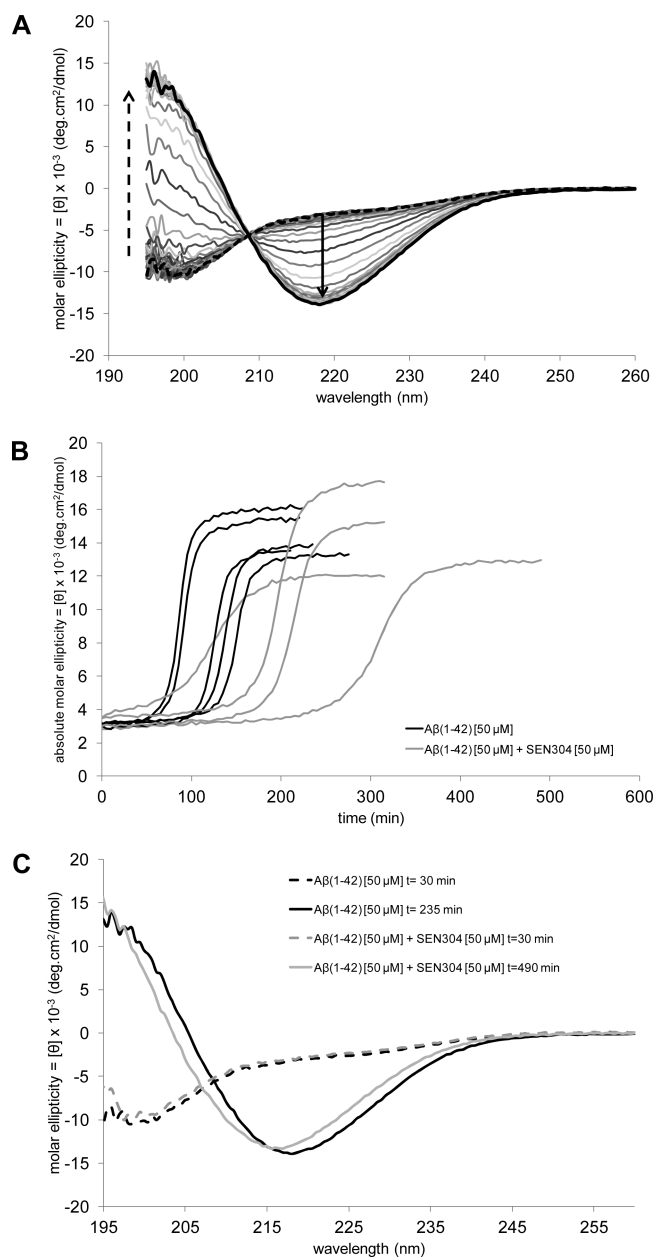 A
molar ellipticity = [θ] x 10-3 (deg.cm2/dmol)
20
15
10
5
0
-5
-10
-15
-20
190 200 210 220 230 240 250 260
wavelength (nm)
B
absolute molar ellipticity = [θ] x 10-3 (deg.cm2/dmol)
20
18
16
14
12
10
8
6
4
2
0
Aβ(1-42) [50 µM]
Aβ(1-42) [50 µM] + SEN304 [50 µM]
0 100 200 300 400 500 600
time (min)
C
molar ellipticity = [θ] x 10-3 (deg.cm2/dmol)
20
15
10
5
0
-5
-10
-15
-20
Aβ(1-42) [50 µM] t= 30 min
Aβ(1-42) [50 µM] t= 235 min
Aβ(1-42) [50 µM] + SEN304 [50 µM] t=30 min
Aβ(1-42) [50 µM] + SEN304 [50 µM] t=490 min
195 205 215 225 235 245 255
wavelength (nm)